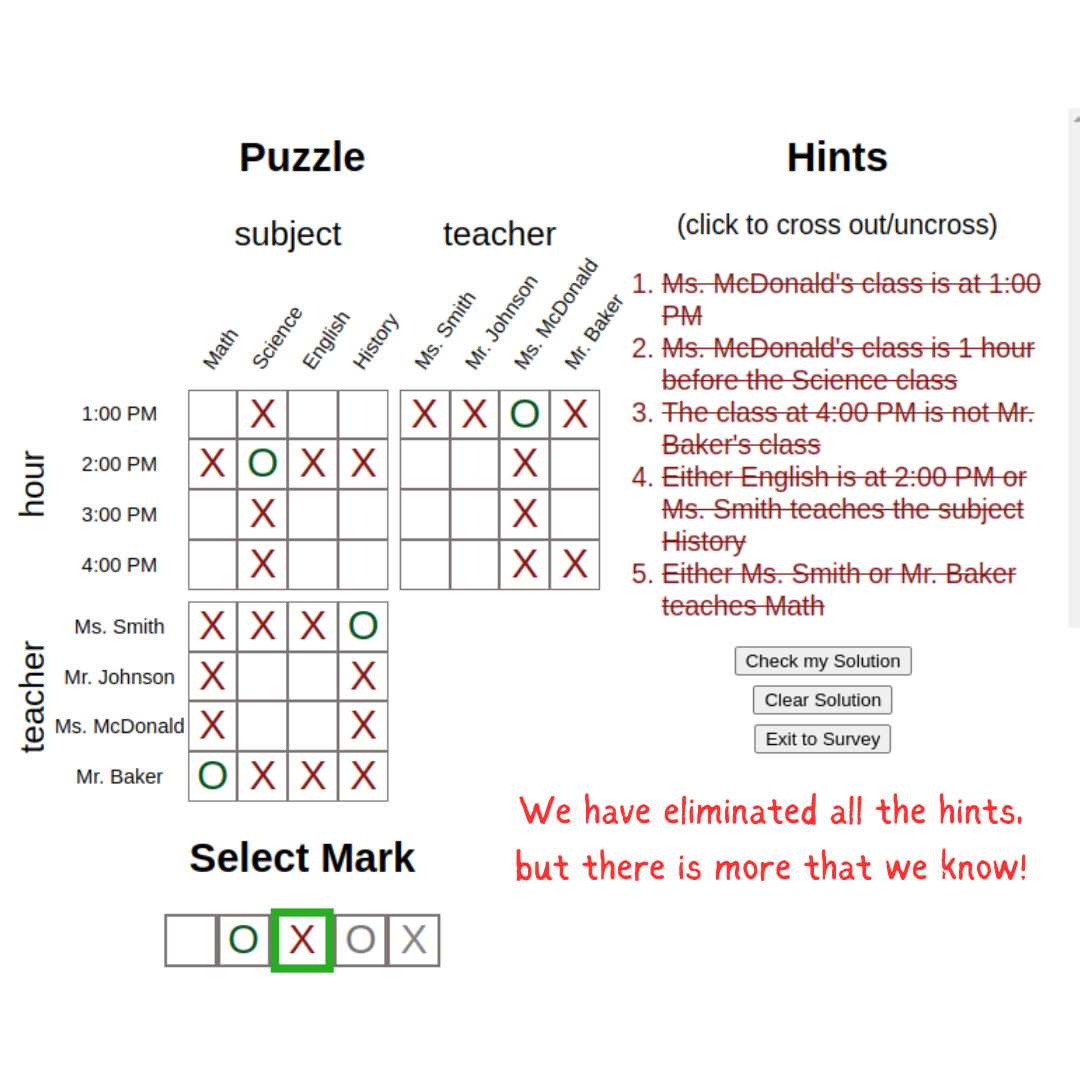 Puzzle
Hints
subject
teacher
(click to cross out/uncross)
Math
Science
English
History
Ms. Smith
Mr. Johnson
Ms. McDonald
Mr. Baker
hour
1:00 PM X X X O X
2:00 PM X O X X X
3:00 PM X X
4:00 PM X X X
teacher
Ms. Smith X X X O
Mr. Johnson X X
Ms. McDonald X X
Mr. Baker O X X X
1. Ms. McDonald's class is at 1:00
PM
2. Ms. McDonald's class is 1 hour
before the Science class
3. The class at 4:00 PM is not Mr.
Baker's class
4. Either English is at 2:00 PM or
Ms. Smith teaches the subject
History
5. Either Ms. Smith or Mr. Baker
teaches Math
Check my Solution
Clear Solution
Exit to Survey
We have eliminated all the hints,
but there is more that we know!
Select Mark
O X O X